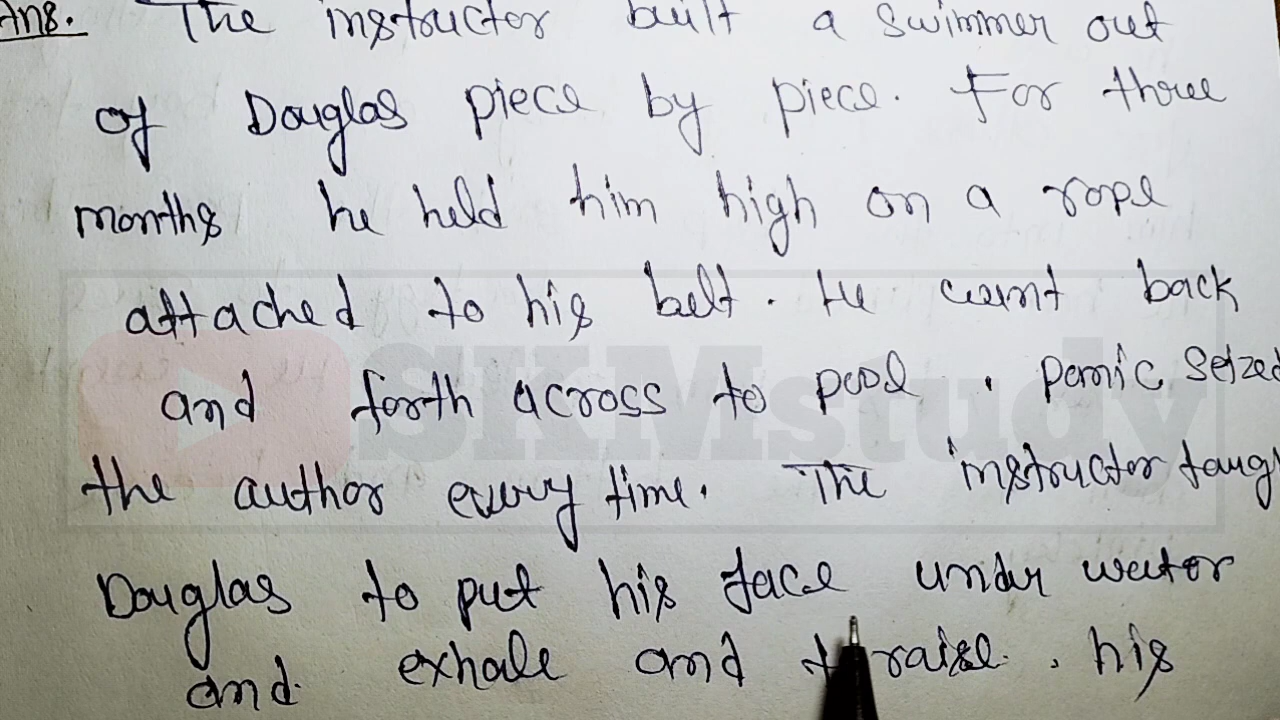 Ans. The instructor built a swimmer out
of Douglas piece by piece. For three
months he held him high on a rope
attached to his belt. He went back
and forth across to pool. Panic seized
the author every time. The instructor taugh
Douglas to put his face under water
and exhale and raise. his
SKMstudy